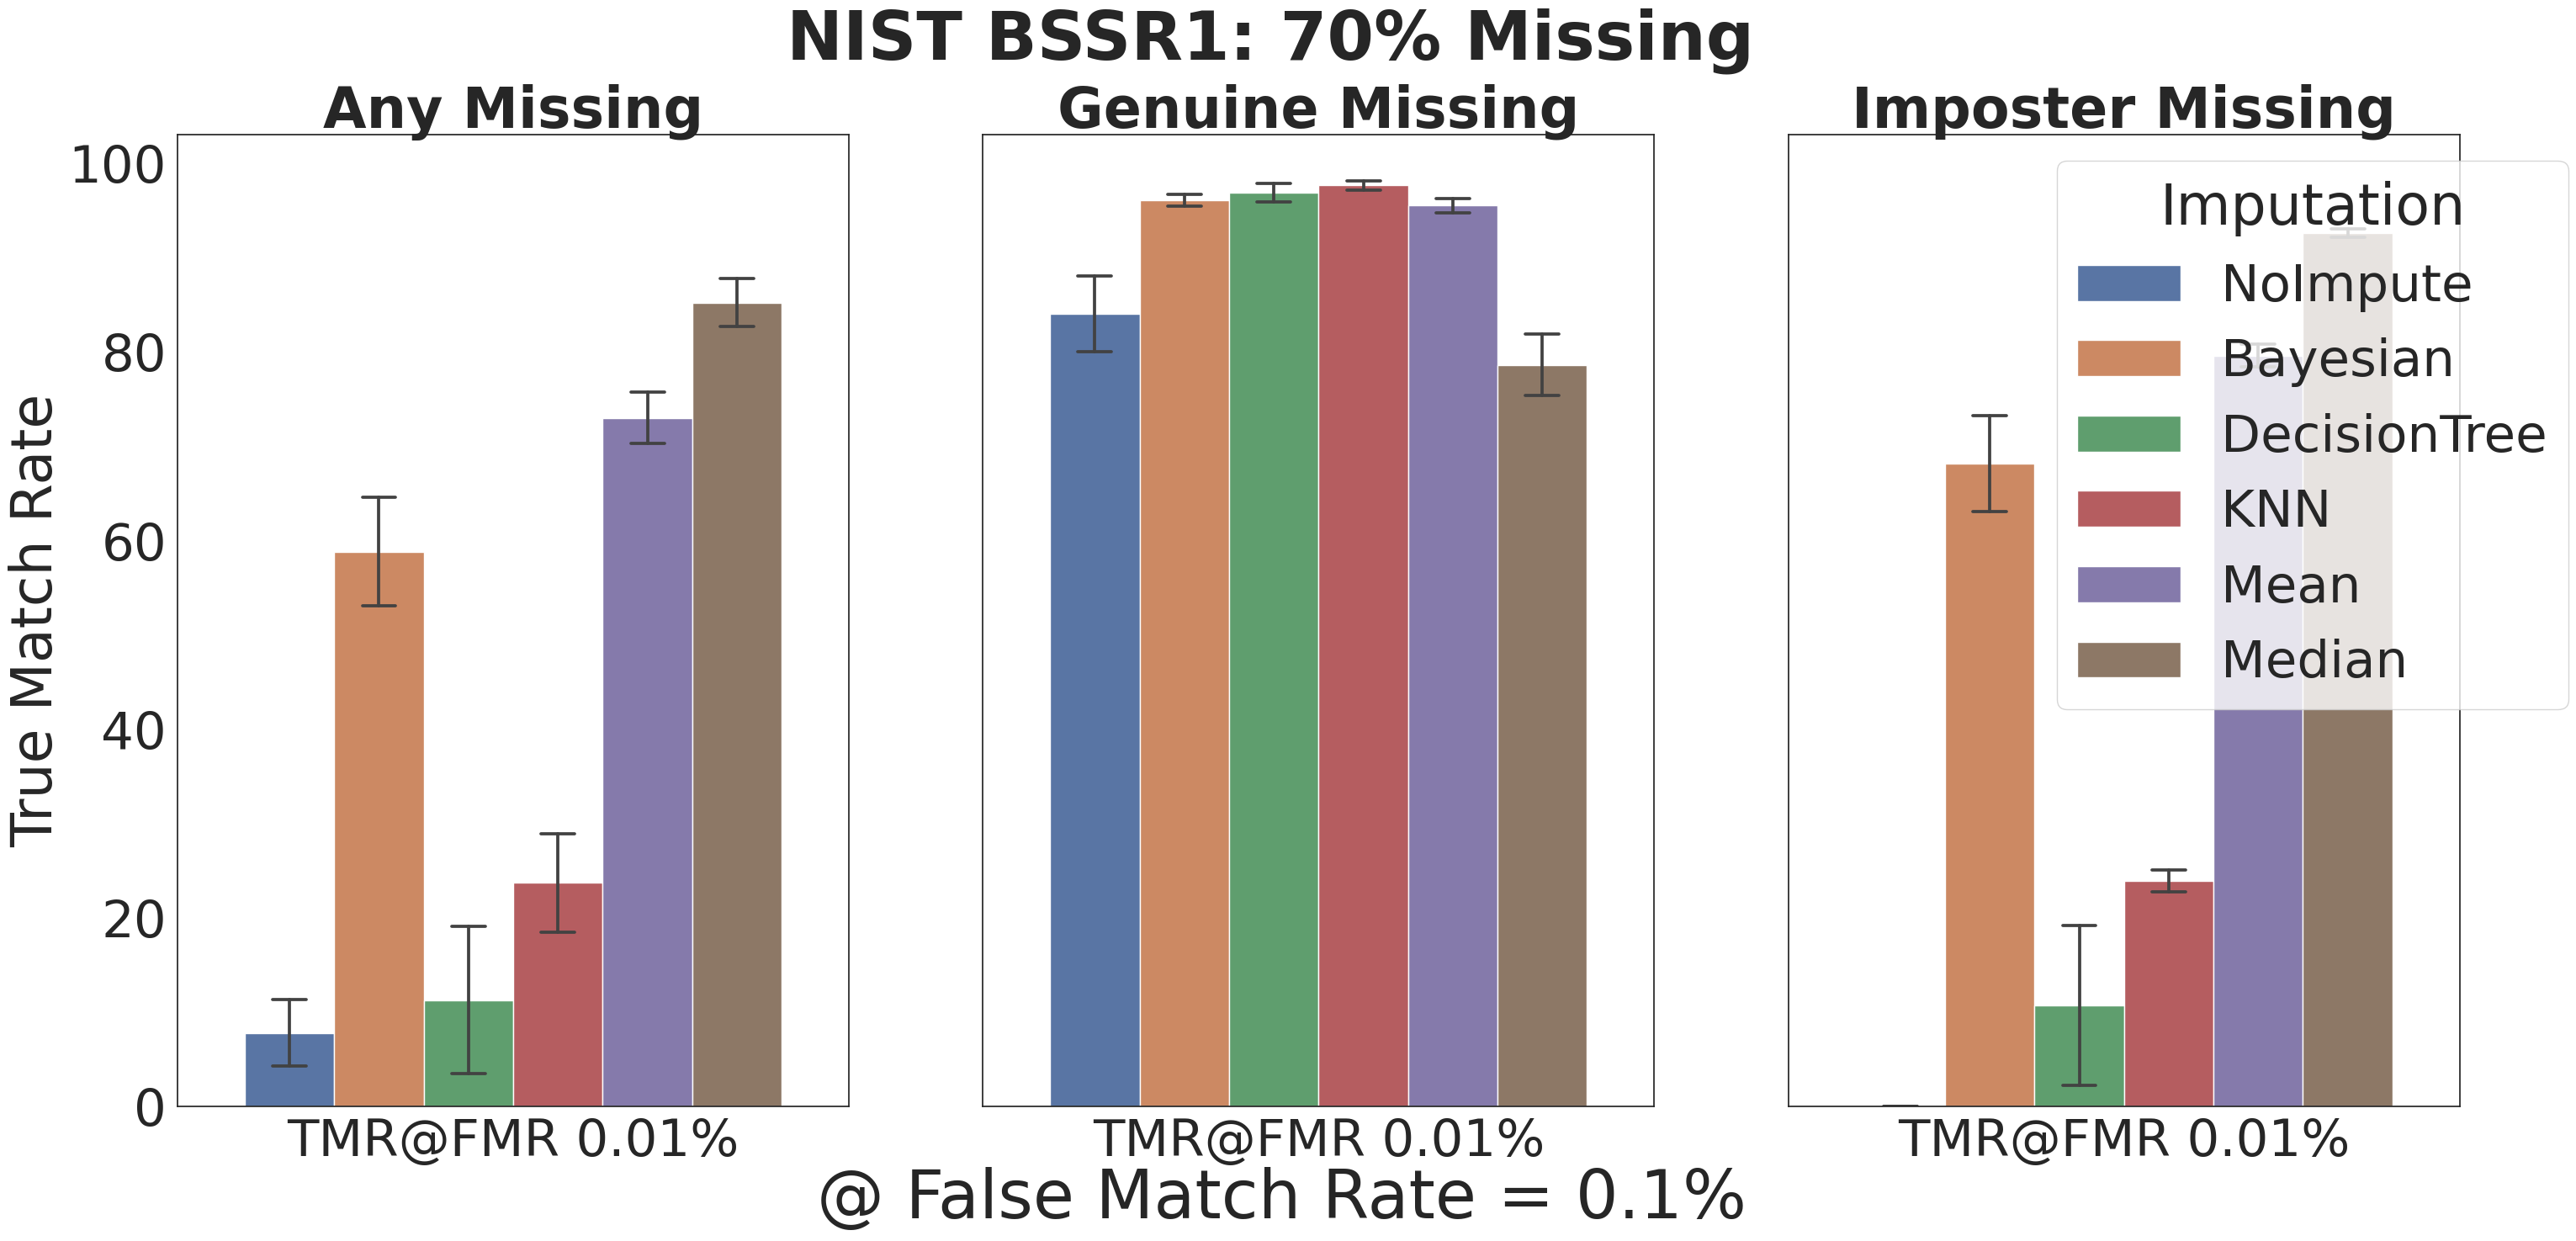 NIST BSSR1: 70% Missing
Any Missing
Genuine Missing
Imposter Missing
True Match Rate
100
80
60
40
20
0
Imputation
NoImpute
Bayesian
DecisionTree
KNN
Mean
Median
TMR@FMR 0.01%
TMR@FMR 0.01%
TMR@FMR 0.01%
@ False Match Rate = 0.1%